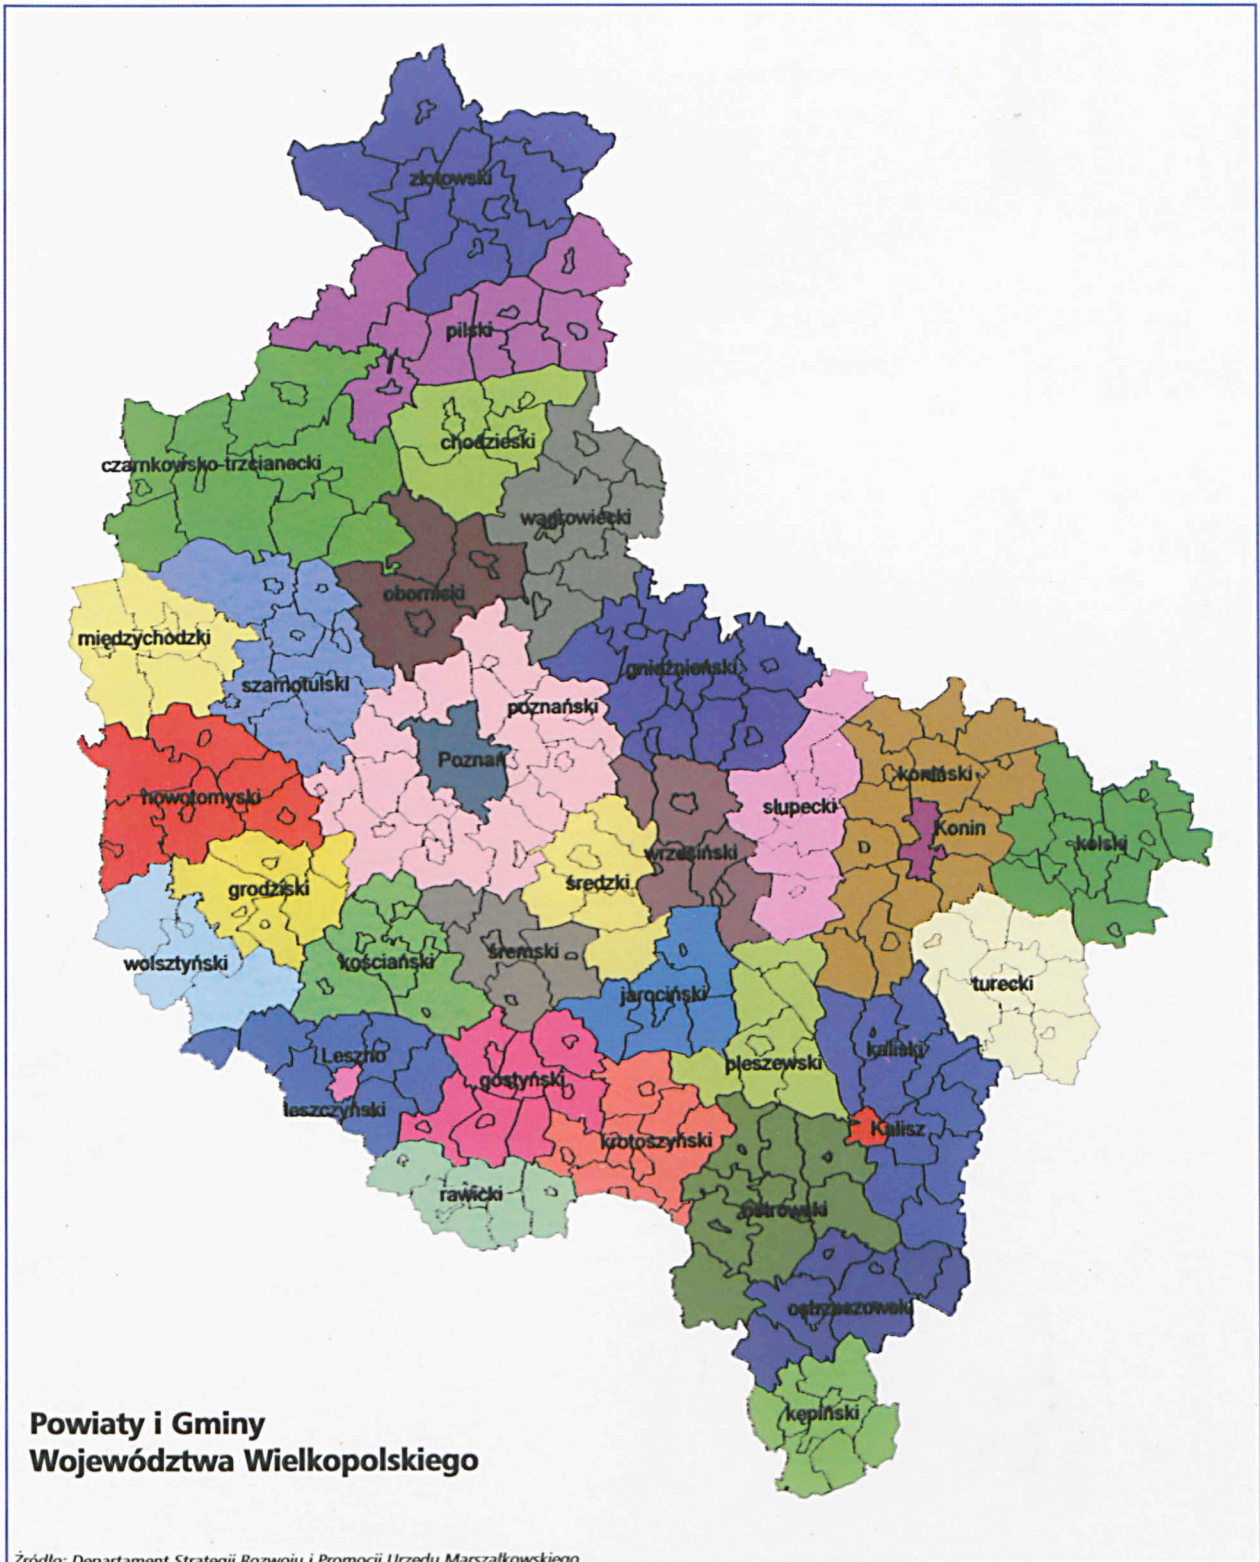 złotowski
pilski
chodzieski
czarnkowsko-trzcianecki
wągrowiecki
obornicki
międzychodzki
gnieźnieński
szamotulski
poznański
Poznań
nowotomyski
koniński
słupecki
Konin
kolski
wrzesiński
grodziski
średzki
śremski
wolsztyński
kościański
turecki
jarociński
kaliski
Leszno
pleszewski
gostyński
leszczyński
Kalisz
krotoszyński
rawicki
ostrowski
ostrzeszowski
kępiński
Powiaty i Gminy
Województwa Wielkopolskiego
Źródło: Departament Strategii Rozwoju i Promocji Urzędu Marszałkowskiego